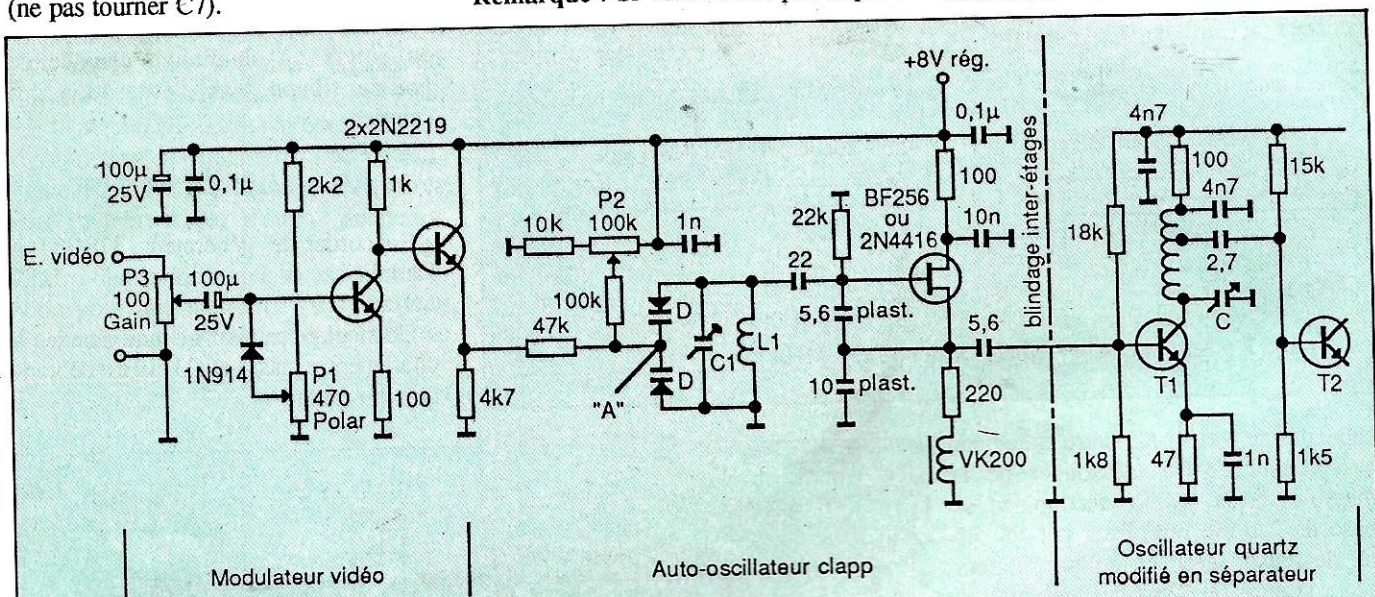 (ne pas tourner C7).
Remarque :
+8V rég.
2x2N2219
100µ
25V
0,1µ
2k2
1k
0,1µ
100
4n7
100
4n7
15k
E. vidéo
P3
100
Gain
100µ
25V
10k
P2
100k
1n
22k
BF256
ou
2N4416
10n
18k
2,7
100k
D
22
47k
C1
L1
5,6 plast.
5,6
blindage inter-étages
C
1N914
P1
470
Polar
100
4k7
"A"
D
10 plast.
220
T1
T2
VK200
1k8
47
1n
1k5
Modulateur vidéo
Auto-oscillateur clapp
Oscillateur quartz
modifié en séparateur